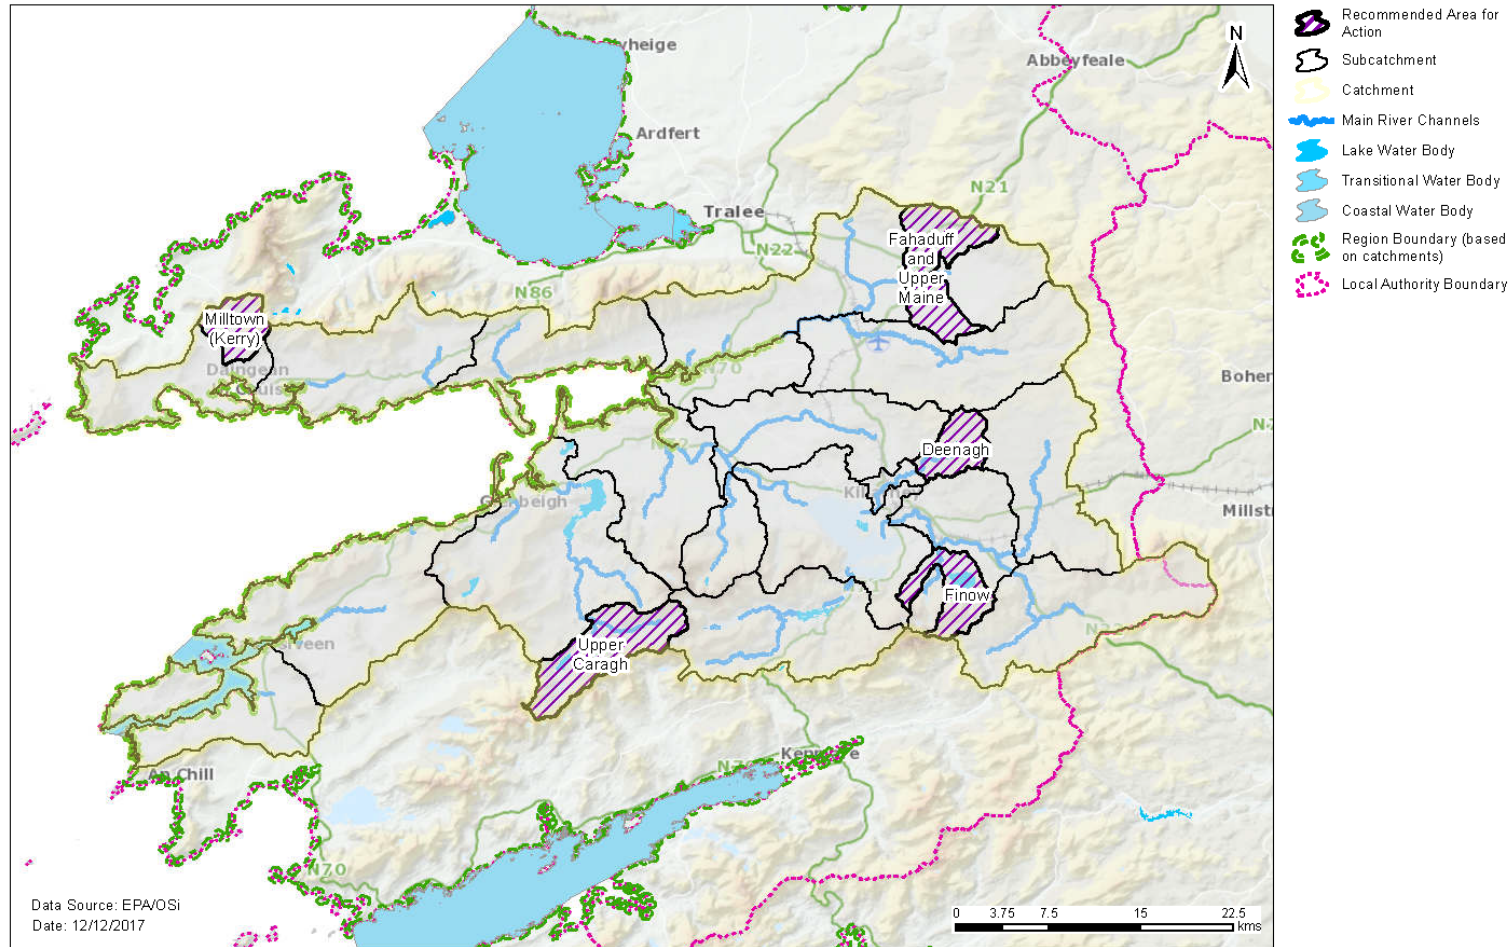 Abbeyfeale
Ardfert
N21
Tralee
N22
N86
Fahaduff
and
Upper
Maine
Milltown
(Kerry)
Daingean
N70
Deenagh
Finow
Upper
Caragh
An Chill
N70
N
Data Source: EPA/OSi
Date: 12/12/2017
0 3.75 7.5 15 22.5
kms
Recommended Area for
Action
Subcatchment
Catchment
Main River Channels
Lake Water Body
Transitional Water Body
Coastal Water Body
Region Boundary (based
on catchments)
Local Authority Boundary